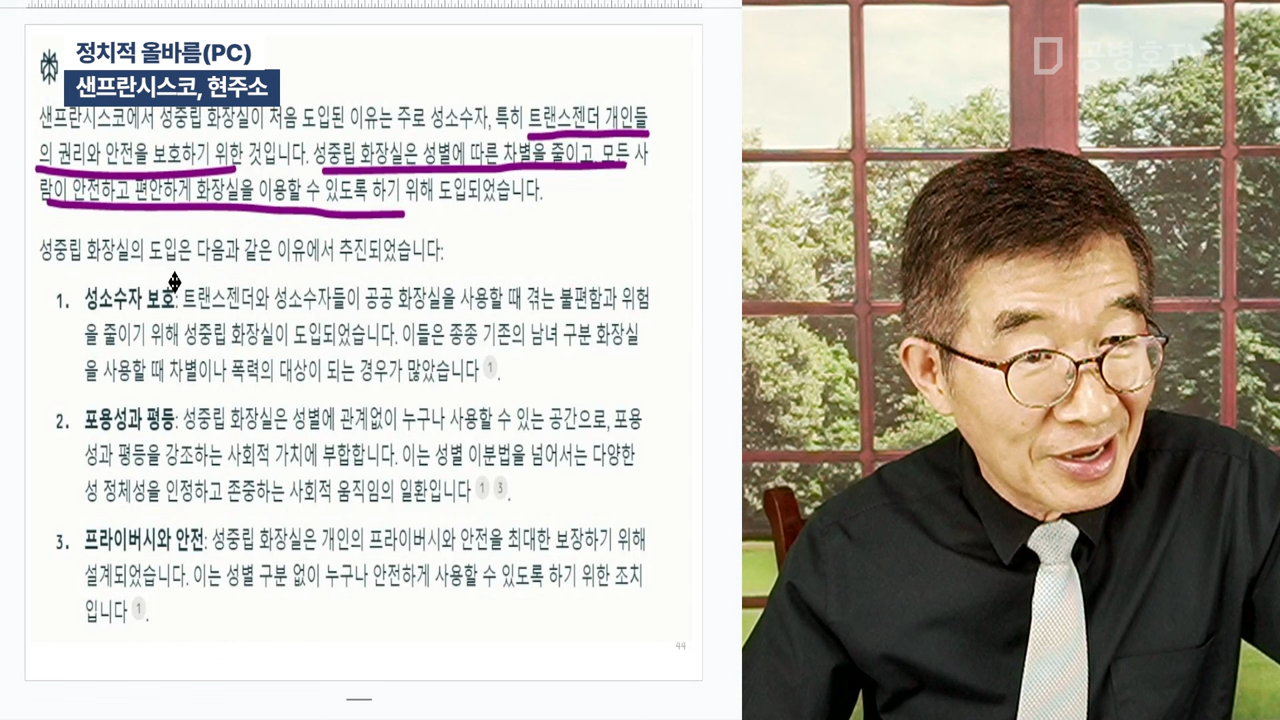 정치적 올바름(PC)
샌프란시스코, 현주소
샌프란시스코에서 성중립 화장실이 처음 도입된 이유는 주로 성소수자, 특히 트랜스젠더 개인들
의 권리와 안전을 보호하기 위한 것입니다. 성중립 화장실은 성별에 따른 차별을 줄이고, 모든 사
람이 안전하고 편안하게 화장실을 이용할 수 있도록 하기 위해 도입되었습니다.
성중립 화장실의 도입은 다음과 같은 이유에서 추진되었습니다:
1. 성소수자 보호: 트랜스젠더와 성소수자들이 공공 화장실을 사용할 때 겪는 불편함과 위험
을 줄이기 위해 성중립 화장실이 도입되었습니다. 이들은 종종 기존의 남녀 구분 화장실
을 사용할 때 차별이나 폭력의 대상이 되는 경우가 많았습니다 1.
2. 포용성과 평등: 성중립 화장실은 성별에 관계없이 누구나 사용할 수 있는 공간으로, 포용
성과 평등을 강조하는 사회적 가치에 부합합니다. 이는 성별 이분법을 넘어서는 다양한
성 정체성을 인정하고 존중하는 사회적 움직임의 일환입니다 1 3.
3. 프라이버시와 안전: 성중립 화장실은 개인의 프라이버시와 안전을 최대한 보장하기 위해
설계되었습니다. 이는 성별 구분 없이 누구나 안전하게 사용할 수 있도록 하기 위한 조치
입니다 1.
44
공병호TV